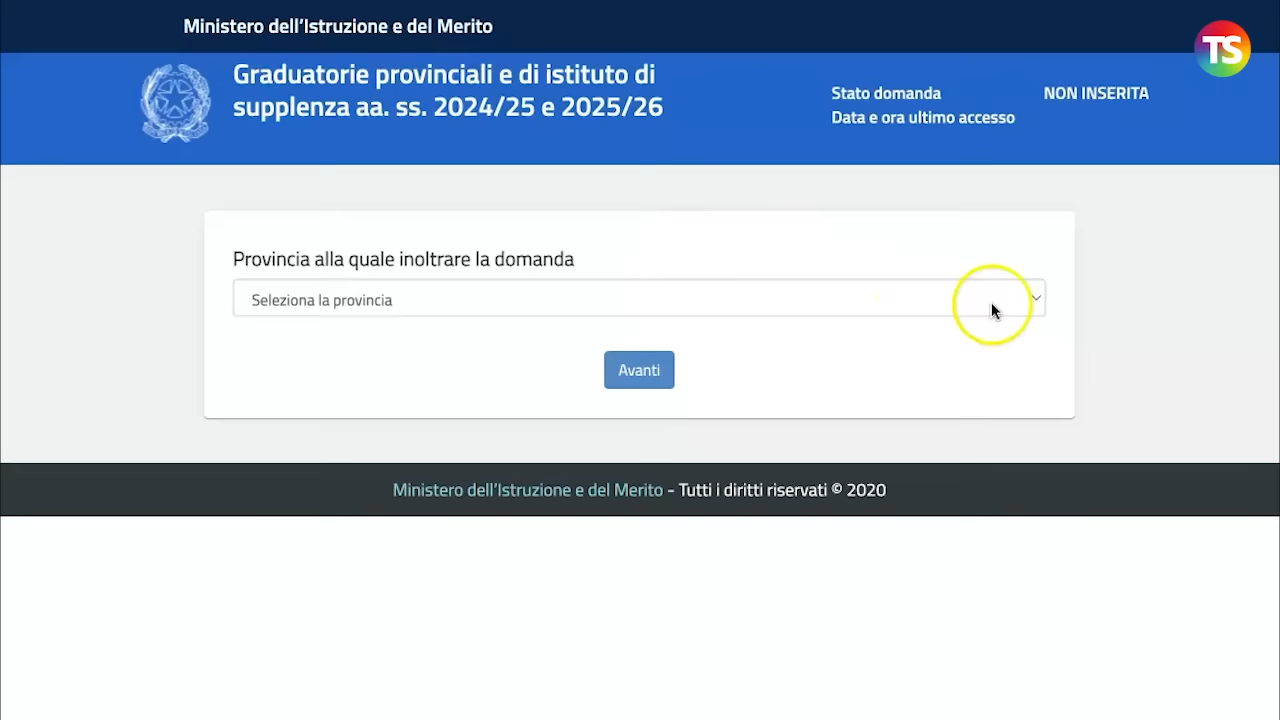 Ministero dell'Istruzione e del Merito
TS
Graduatorie provinciali e di istituto di
supplenza aa. ss. 2024/25 e 2025/26
Stato domanda NON INSERITA
Data e ora ultimo accesso
Provincia alla quale inoltrare la domanda
Seleziona la provincia
Avanti
Ministero dell'Istruzione e del Merito - Tutti i diritti riservati © 2020